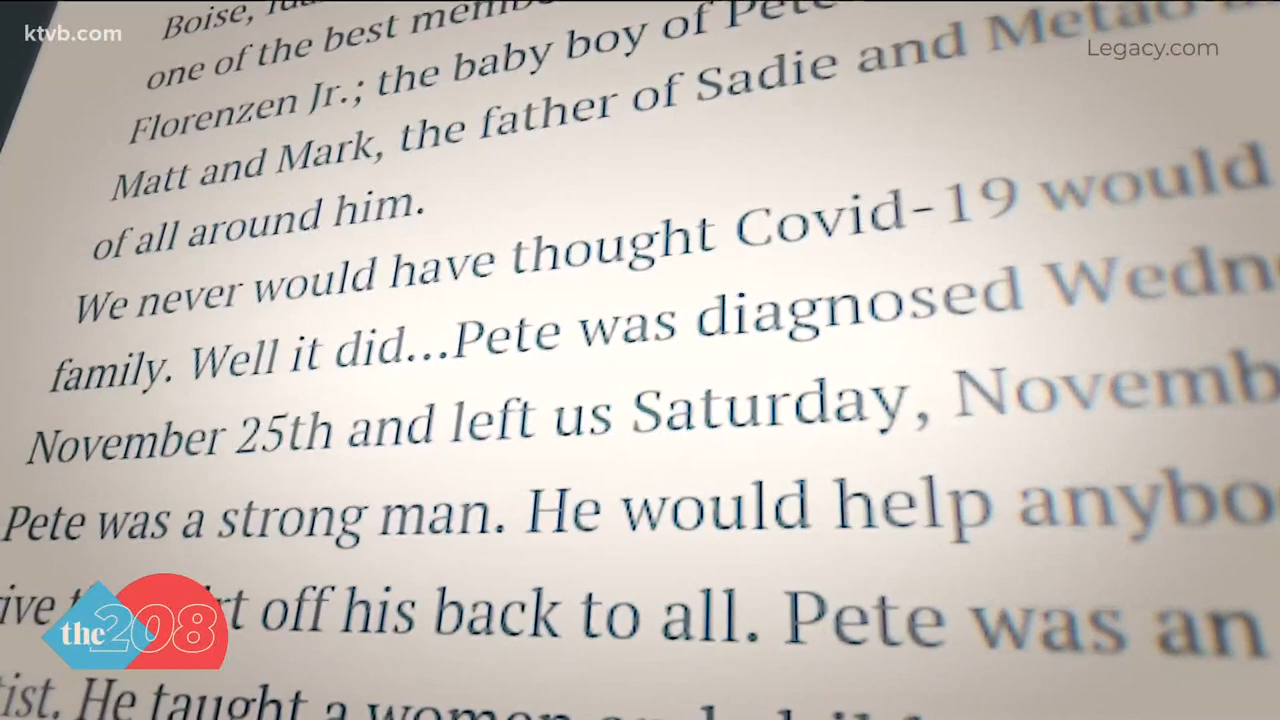 ktvb.com
Legacy.com
Boise,
one of the best
Florenzen Jr.; the baby boy of Pete
Matt and Mark, the father of Sadie and
of all around him.
We never would have thought Covid-19 would
family. Well it did...Pete was diagnosed
November 25th and left us Saturday,
Pete was a strong man. He would help
off his back to all. Pete was an
He taught a
the 208